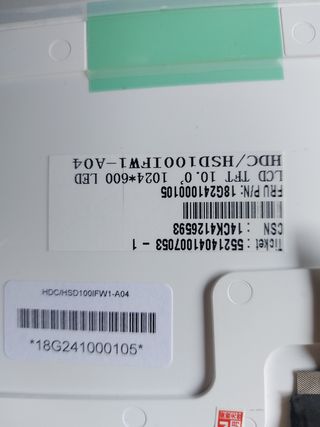 Ticket : 55214041007053 - 1
CSN : 14CK4126593
FRU P/N: 18G241000105
LCD TFT 10.0' 1024*600 LED
HDC/HSD100IFW1-A04
HDC/HSD100IFW1-A04
*18G241000105*